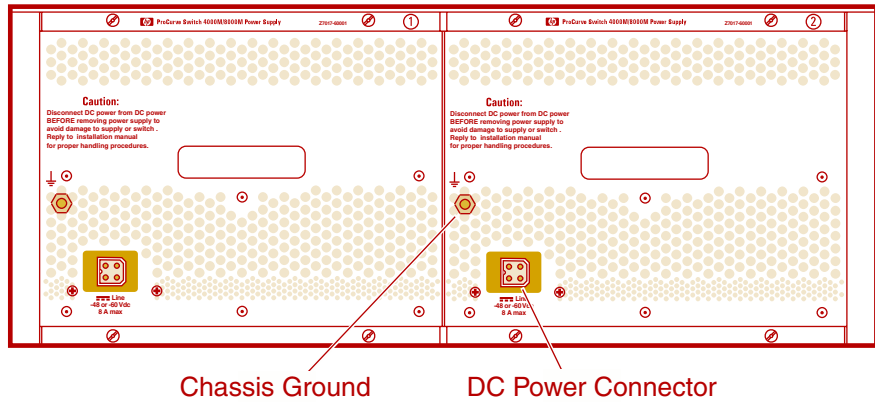 hp ProCurve Switch 4000M/8000M Power Supply Z7017-60001 1
hp ProCurve Switch 4000M/8000M Power Supply Z7017-60001 2
Caution:
Disconnect DC power from DC power
BEFORE removing power supply to
avoid damage to supply or switch .
Reply to installation manual
for proper handling procedures.
Caution:
Disconnect DC power from DC power
BEFORE removing power supply to
avoid damage to supply or switch .
Reply to installation manual
for proper handling procedures.
Line
-48 or -60 Vdc
8 A max
Line
-48 or -60 Vdc
8 A max
Chassis Ground
DC Power Connector